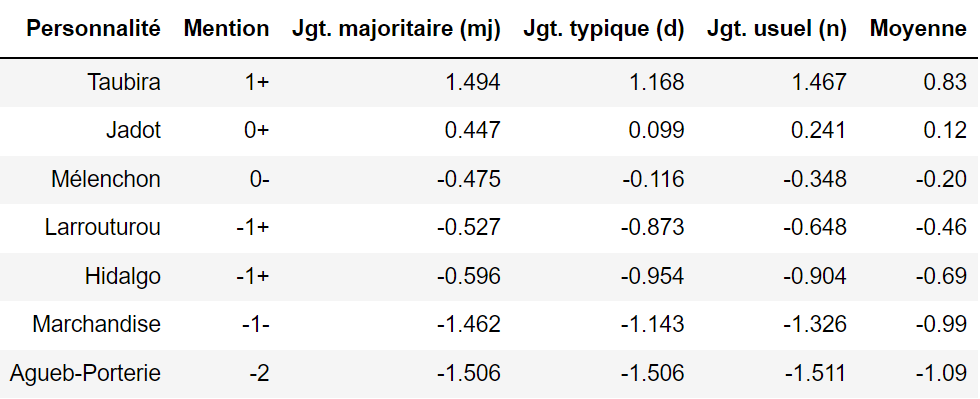 Personnalité Mention Jgt. majoritaire (mj) Jgt. typique (d) Jgt. usuel (n) Moyenne
Taubira 1+ 1.494 1.168 1.467 0.83
Jadot 0+ 0.447 0.099 0.241 0.12
Mélenchon 0- -0.475 -0.116 -0.348 -0.20
Larrouturou -1+ -0.527 -0.873 -0.648 -0.46
Hidalgo -1+ -0.596 -0.954 -0.904 -0.69
Marchandise -1- -1.462 -1.143 -1.326 -0.99
Agueb-Porterie -2 -1.506 -1.506 -1.511 -1.09